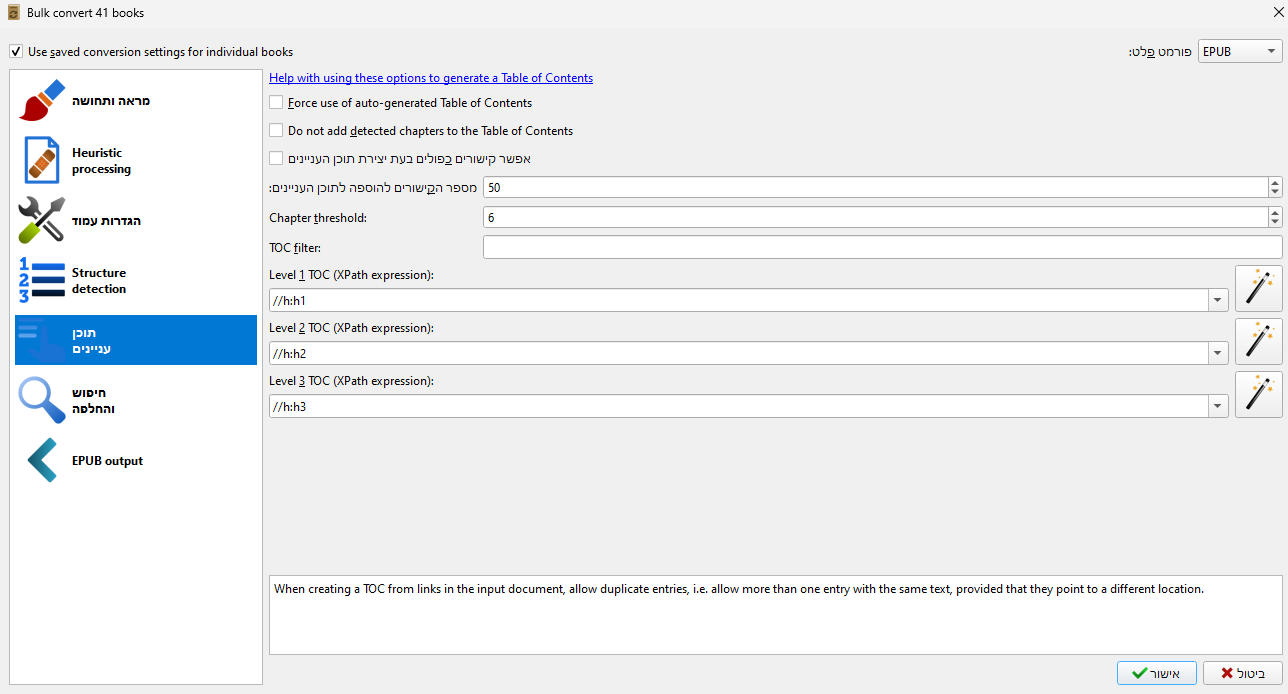 Bulk convert 41 books
Use saved conversion settings for individual books
פורמט פלט:
EPUB
מראה ותחושה
Heuristic
processing
הגדרות עמוד
Structure
detection
תוכן
עניינים
חיפוש
והחלפה
EPUB output
Help with using these options to generate a Table of Contents
Force use of auto-generated Table of Contents
Do not add detected chapters to the Table of Contents
אפשר קישורים כפולים בעת יצירת תוכן העניינים
מספר הקישורים להוספה לתוכן העניינים:
50
Chapter threshold:
6
TOC filter:
Level 1 TOC (XPath expression):
//h:h1
Level 2 TOC (XPath expression):
//h:h2
Level 3 TOC (XPath expression):
//h:h3
When creating a TOC from links in the input document, allow duplicate entries, i.e. allow more than one entry with the same text, provided that they point to a different location.
אישור
ביטול